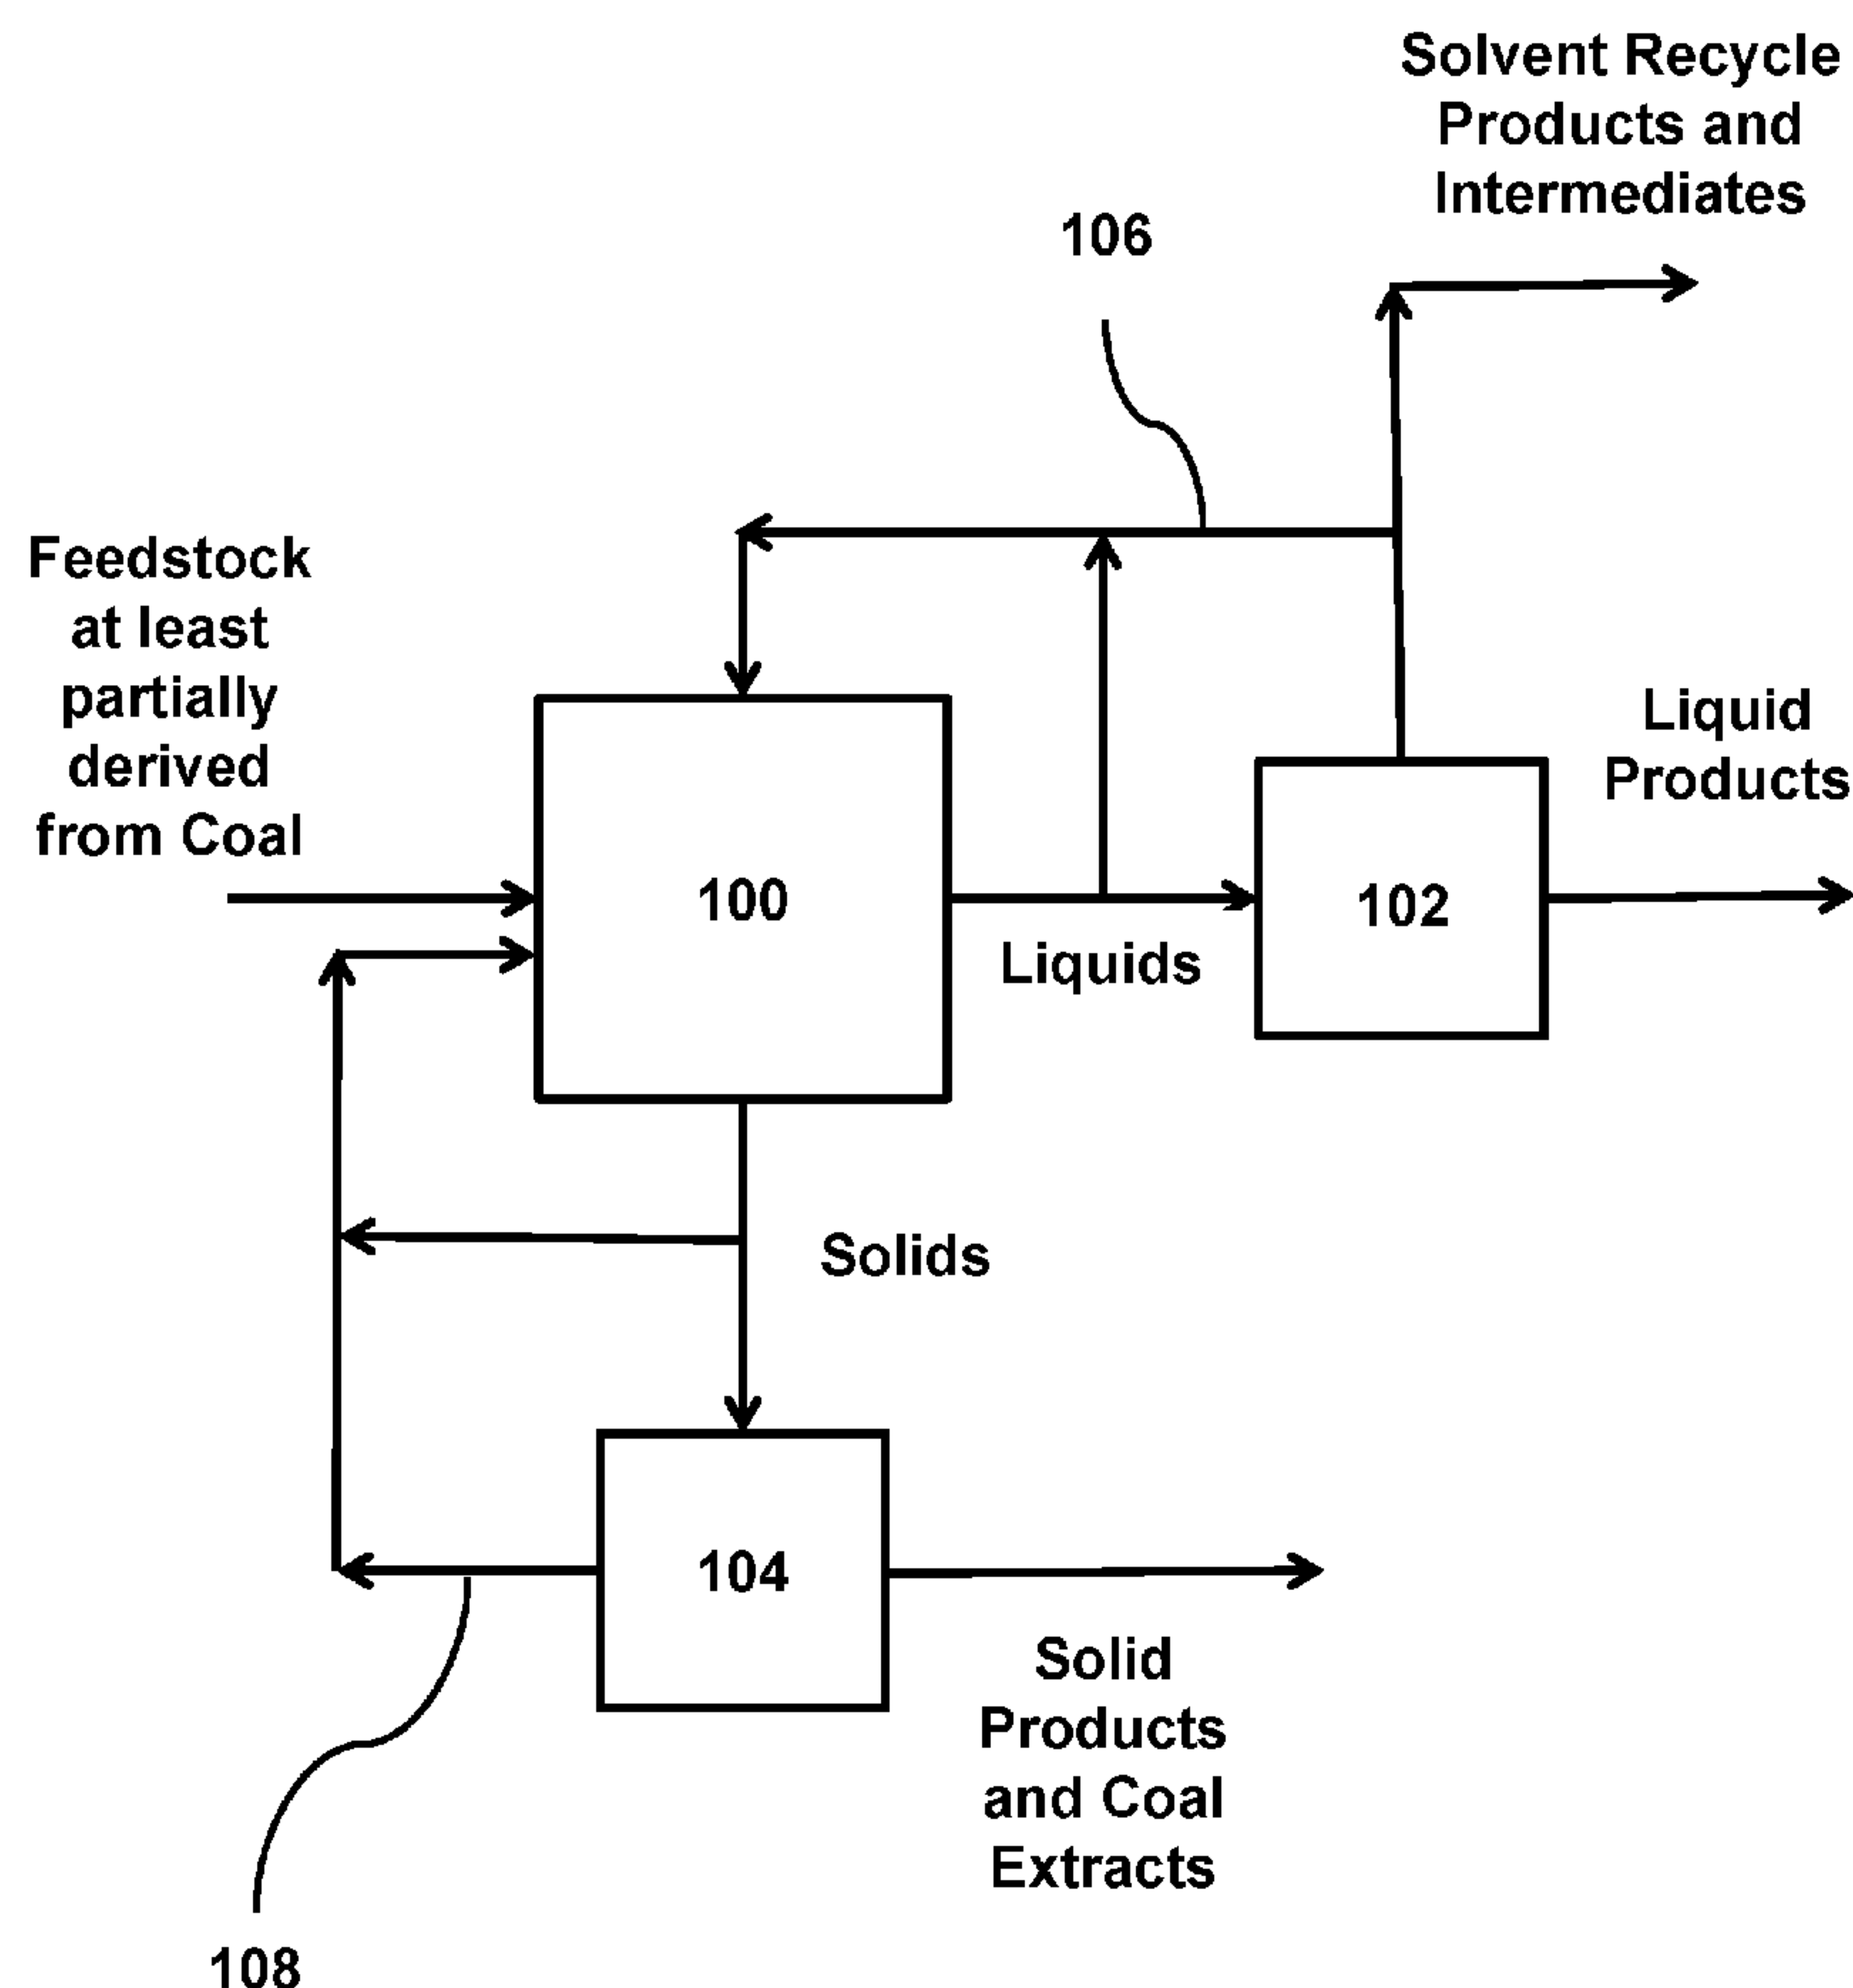 Solvent Recycle
Products and
Intermediates
106
Feedstock
at least
partially
derived
from Coal
Liquid
Products
100
102
Liquids
Solids
104
Solid
Products
and Coal
Extracts
108